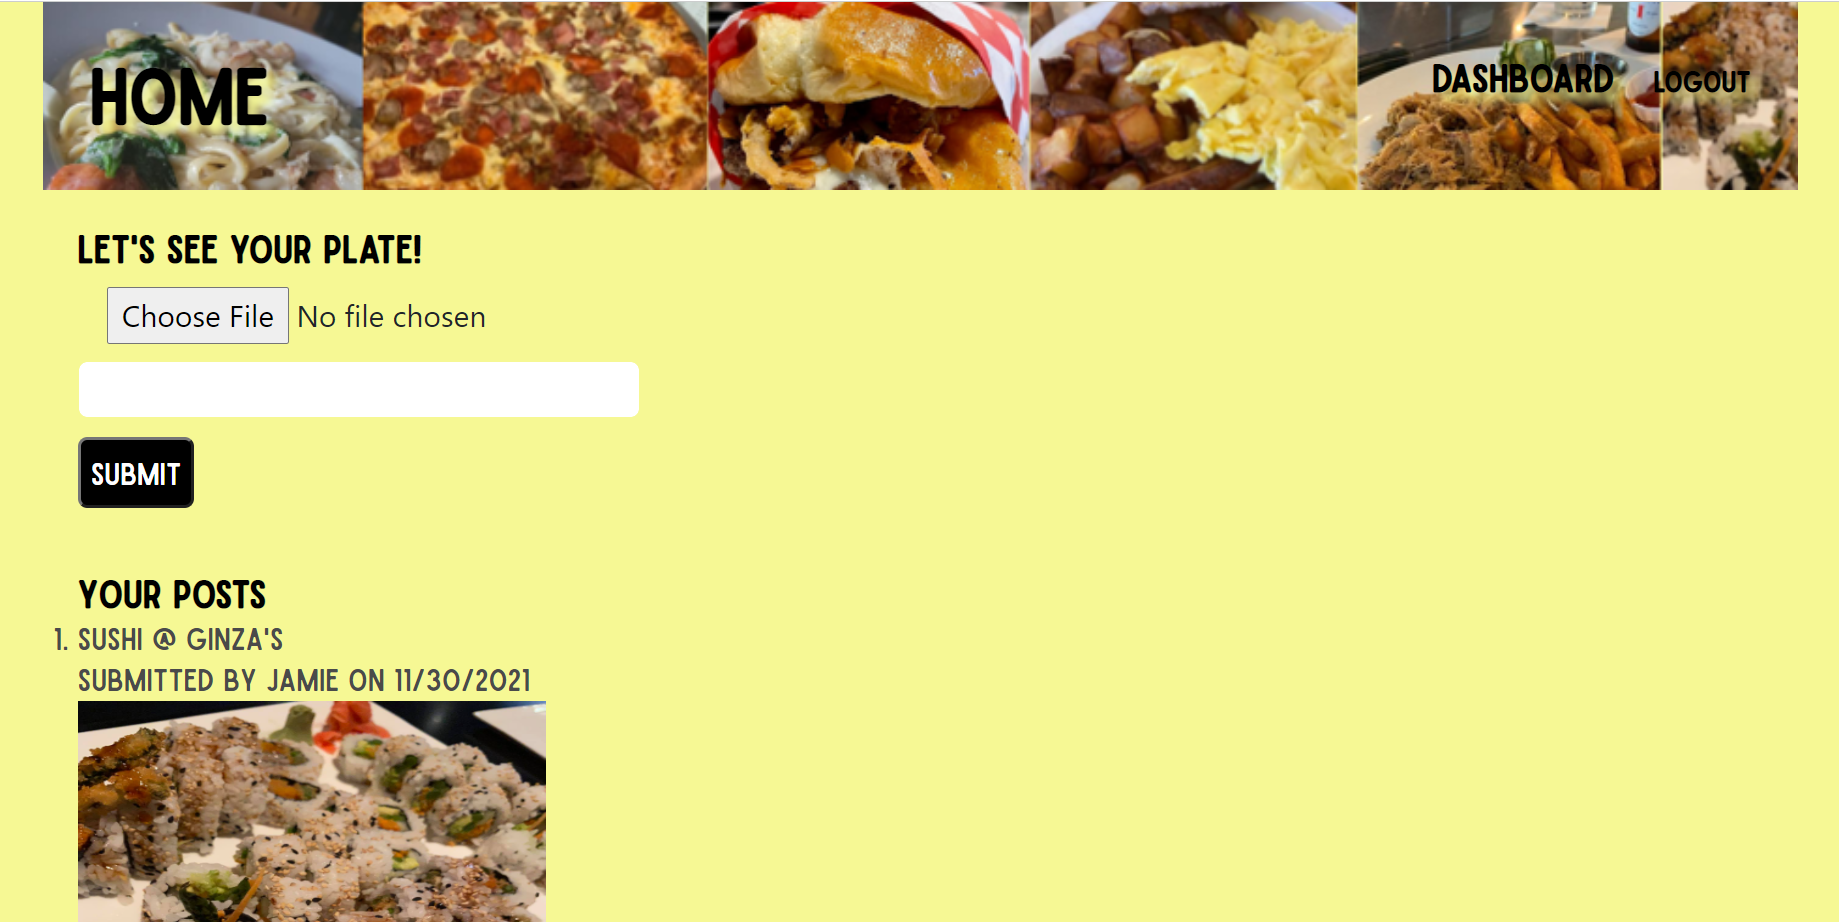 HOME
DASHBOARD LOGOUT
LET'S SEE YOUR PLATE!
Choose File No file chosen
SUBMIT
YOUR POSTS
1. SUSHI @ GINZA'S
SUBMITTED BY JAMIE ON 11/30/2021